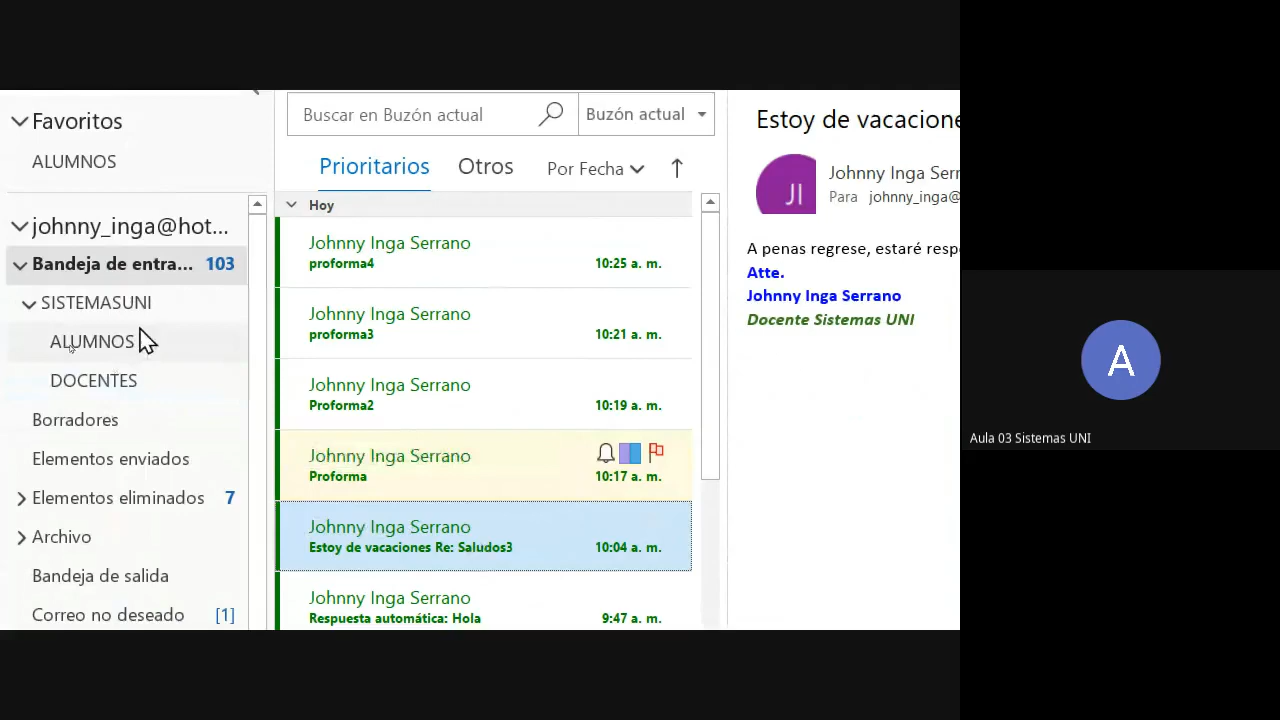 Favoritos
ALUMNOS
johnny_inga@hot...
Bandeja de entra... 103
SISTEMASUNI
ALUMNOS
DOCENTES
Borradores
Elementos enviados
Elementos eliminados 7
Archivo
Bandeja de salida
Correo no deseado [1]
Buscar en Buzón actual
Buzón actual
Prioritarios Otros Por Fecha
Hoy
Johnny Inga Serrano
proforma4 10:25 a. m.
Johnny Inga Serrano
proforma3 10:21 a. m.
Johnny Inga Serrano
Proforma2 10:19 a. m.
Johnny Inga Serrano
Proforma 10:17 a. m.
Johnny Inga Serrano
Estoy de vacaciones Re: Saludos3 10:04 a. m.
Johnny Inga Serrano
Respuesta automática: Hola 9:47 a. m.
Estoy de vacacione
JI
Johnny Inga Serr
Para johnny_inga@
A penas regrese, estaré resp
Atte.
Johnny Inga Serrano
Docente Sistemas UNI
A
Aula 03 Sistemas UNI